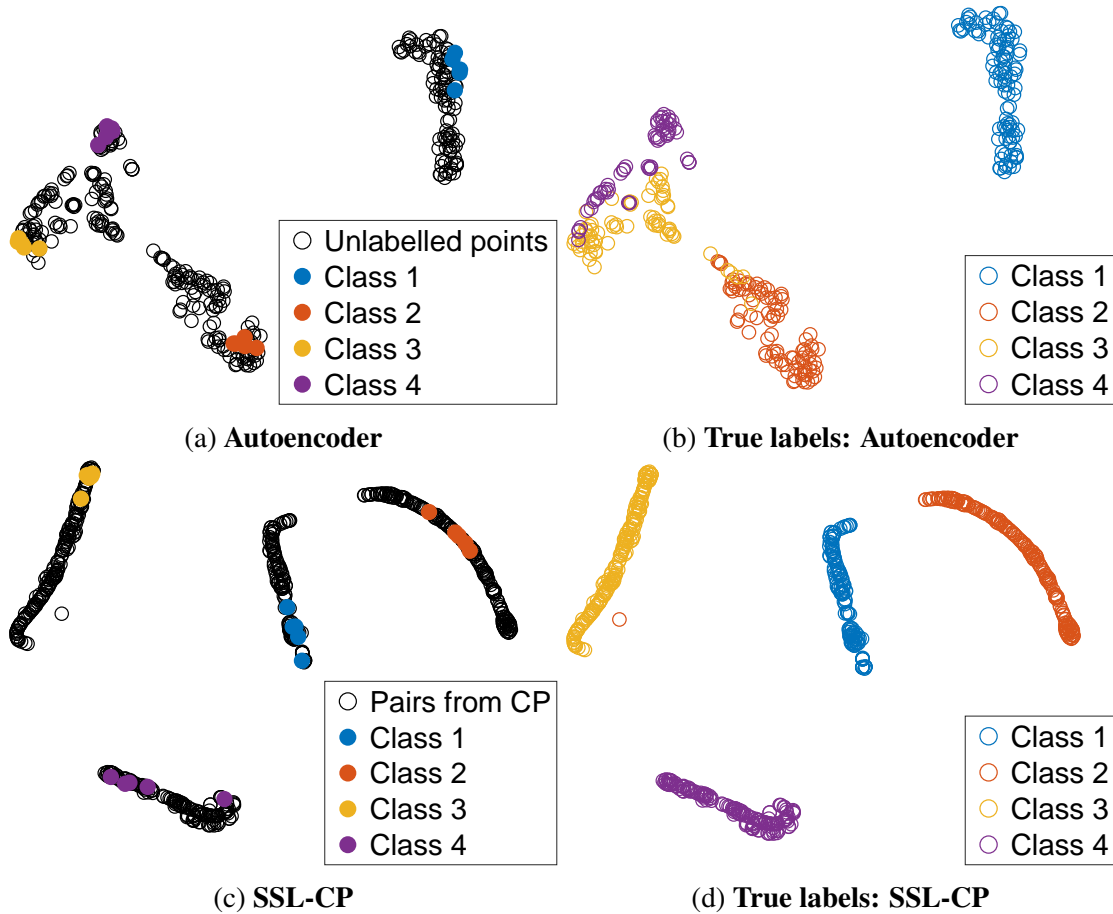 Unlabelled points
Class 1
Class 2
Class 3
Class 4
(a) Autoencoder
Class 1
Class 2
Class 3
Class 4
(b) True labels: Autoencoder
Pairs from CP
Class 1
Class 2
Class 3
Class 4
(c) SSL-CP
Class 1
Class 2
Class 3
Class 4
(d) True labels: SSL-CP